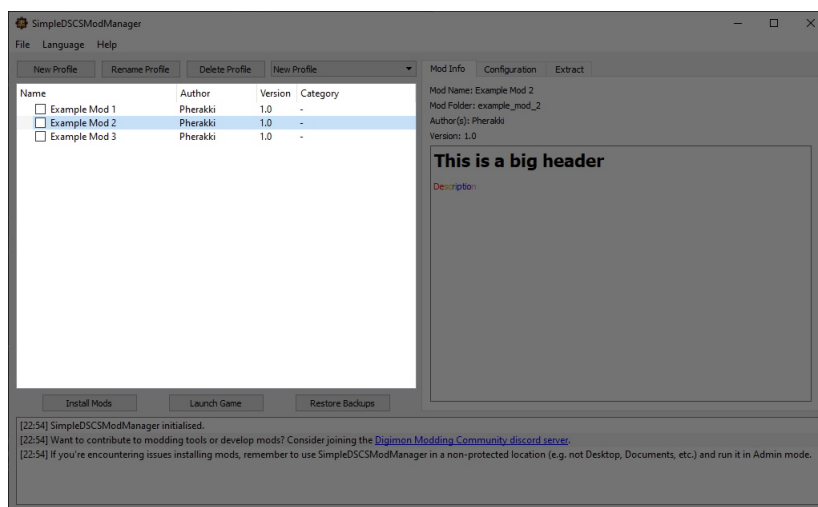 SimpleDSCSModManager
File Language Help
New Profile Rename Profile Delete Profile New Profile
Mod Info Configuration Extract
Name Author Version Category
Example Mod 1 Pherakki 1.0 -
Example Mod 2 Pherakki 1.0 -
Example Mod 3 Pherakki 1.0 -
Mod Name: Example Mod 2
Mod Folder: example_mod_2
Author(s): Pherakki
Version: 1.0
This is a big header
Description
Install Mods Launch Game Restore Backups
[22:54] SimpleDSCSModManager initialised.
[22:54] Want to contribute to modding tools or develop mods? Consider joining the Digimon Modding Community discord server.
[22:54] If you're encountering issues installing mods, remember to use SimpleDSCSModManager in a non-protected location (e.g. not Desktop, Documents, etc.) and run it in Admin mode.